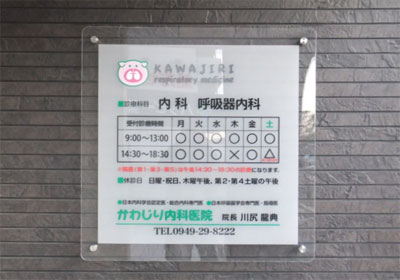 KAWAJIRI
respiratory medicine
■診療科目 内科 呼吸器内科
受付診療時間 月 火 水 木 金 土
9:00〜13:00 ○ ○ ○ ○ ○ ○
14:30〜18:30 ○ ○ ○ × ○ △
■休診日 日曜・祝日、木曜午後、第2・第4土曜の午後
かわじり内科医院 院長 川尻 龍典
TEL0949-29-8222